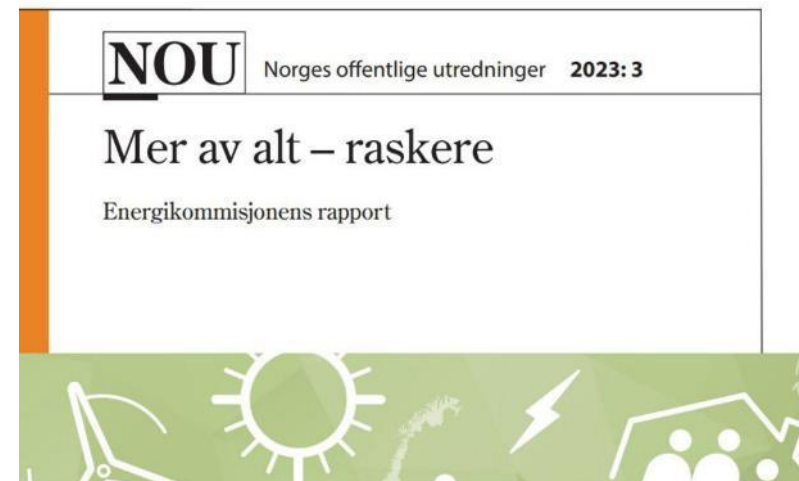 NOU Norges offentlige utredninger 2023: 3
Mer av alt – raskere
Energikommisjonens rapport